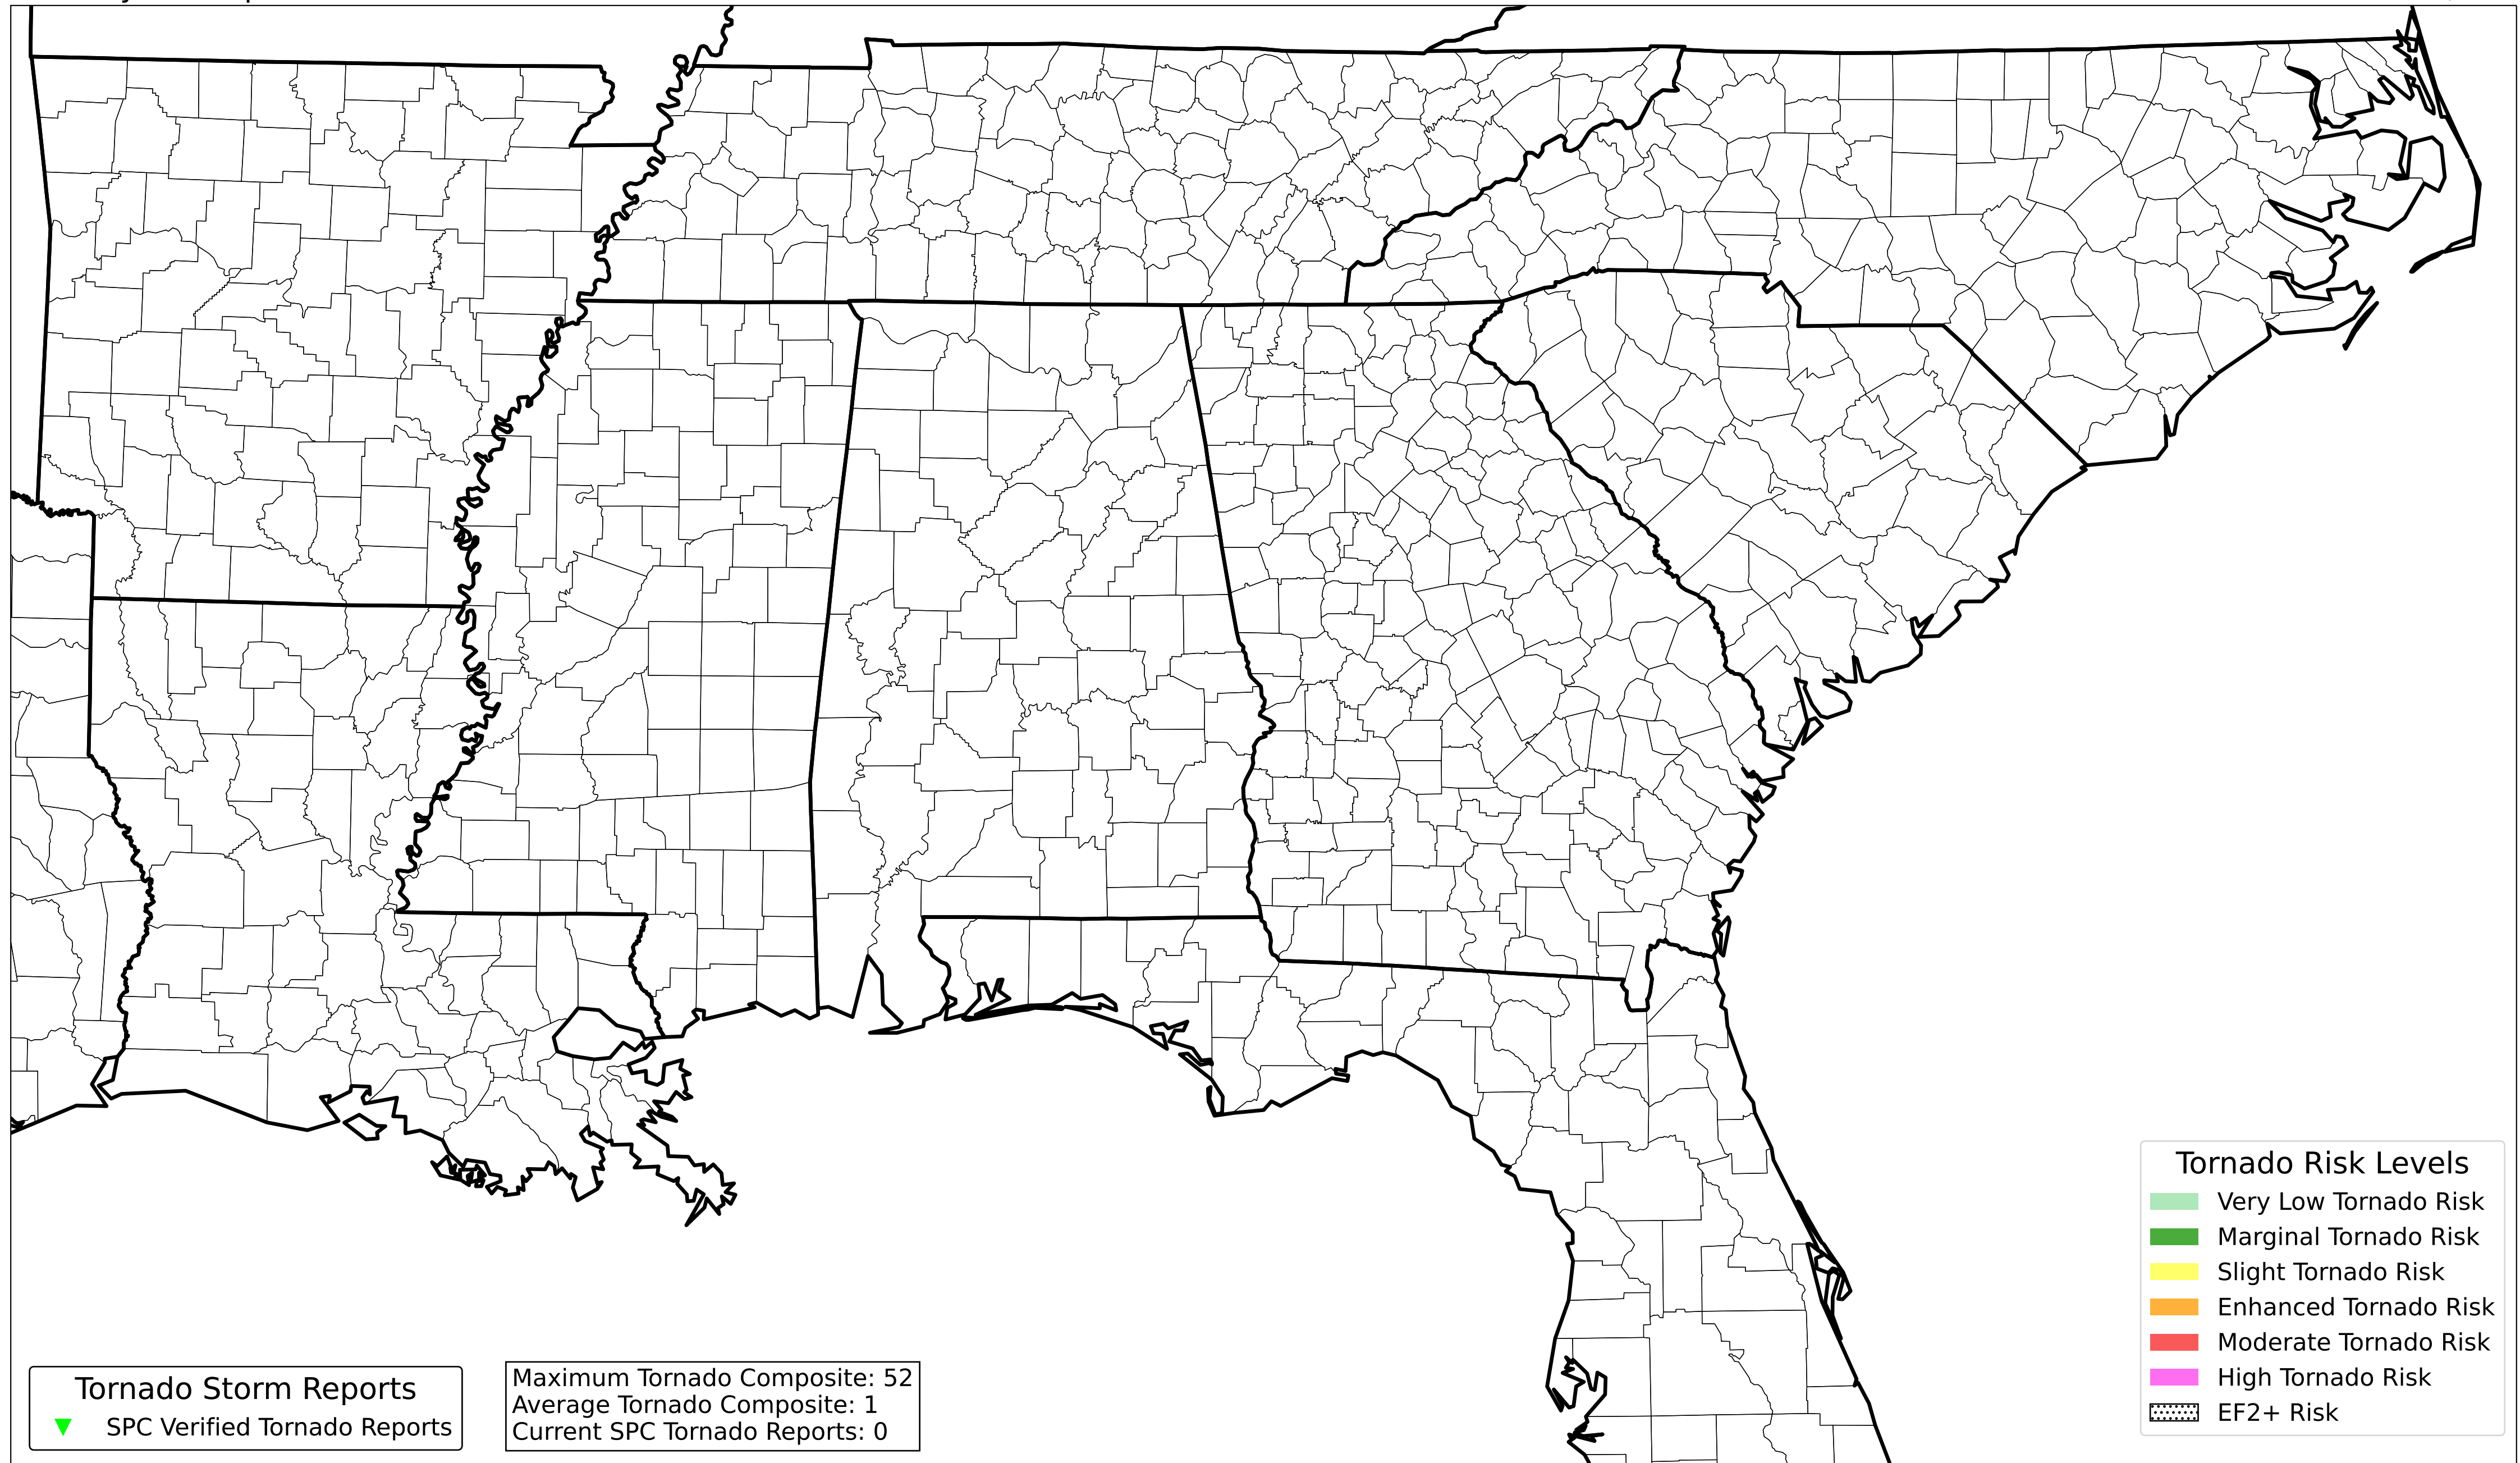 Tornado Risk Levels
Very Low Tornado Risk
Marginal Tornado Risk
Slight Tornado Risk
Enhanced Tornado Risk
Moderate Tornado Risk
High Tornado Risk
EF2+ Risk
Tornado Storm Reports
SPC Verified Tornado Reports
Maximum Tornado Composite: 52
Average Tornado Composite: 1
Current SPC Tornado Reports: 0